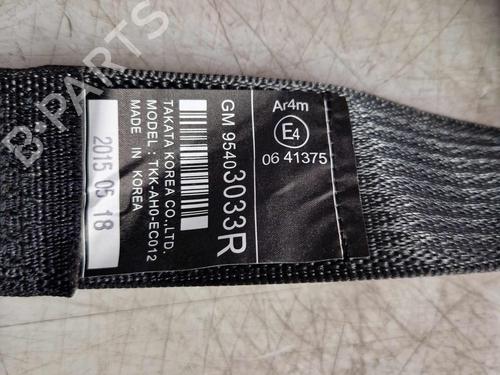 Ar4m
E4
06 41375
GM 95403033R
TAKATA KOREA CO.,LTD.
MODEL : TKK-AH0-EC012
MADE IN KOREA
2015 05 18
B-PARTS